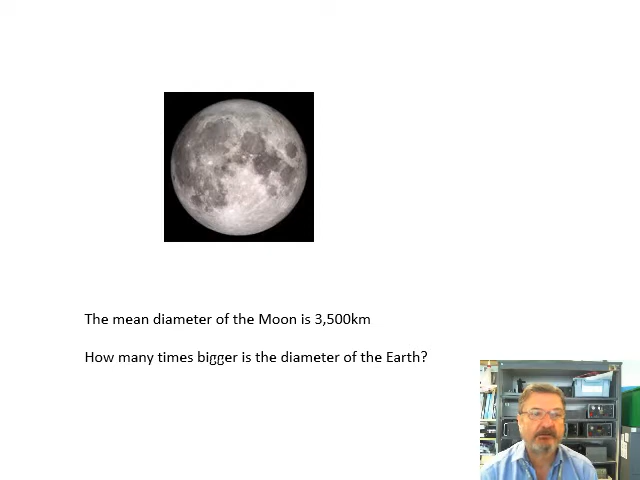 The mean diameter of the Moon is 3,500km
How many times bigger is the diameter of the Earth?